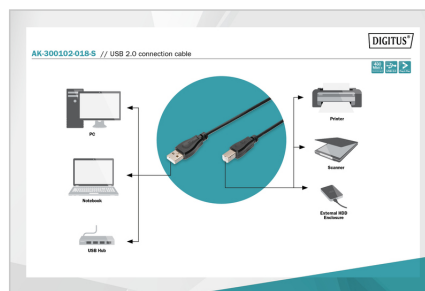 DIGITUS®
AK-300102-018-S // USB 2.0 connection cable
PC
Printer
Scanner
Notebook
External HDD
Enclosure
USB Hub